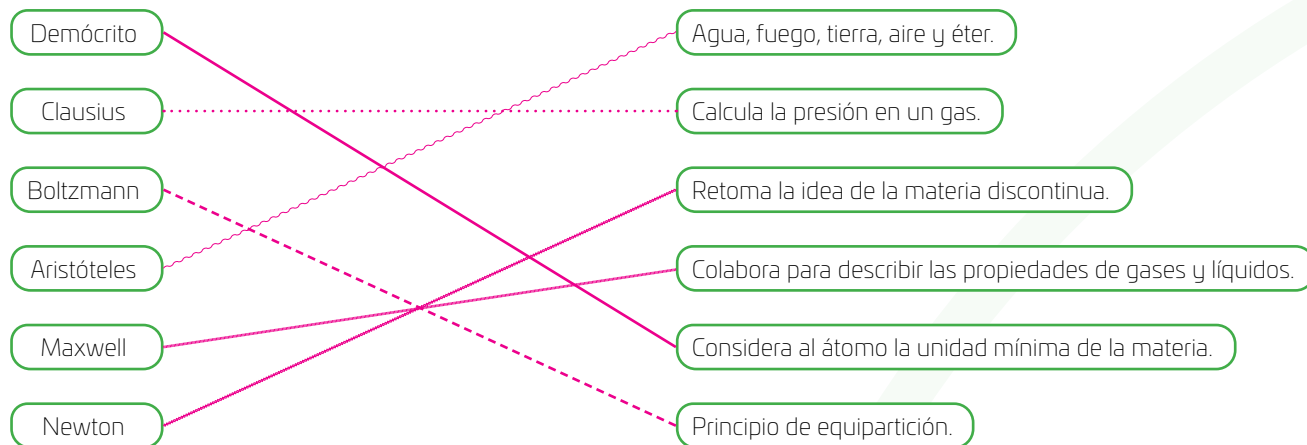 Demócrito
Agua, fuego, tierra, aire y éter.
Clausius
Calcula la presión en un gas.
Boltzmann
Retoma la idea de la materia discontinua.
Aristóteles
Colabora para describir las propiedades de gases y líquidos.
Maxwell
Considera al átomo la unidad mínima de la materia.
Newton
Principio de equipartición.